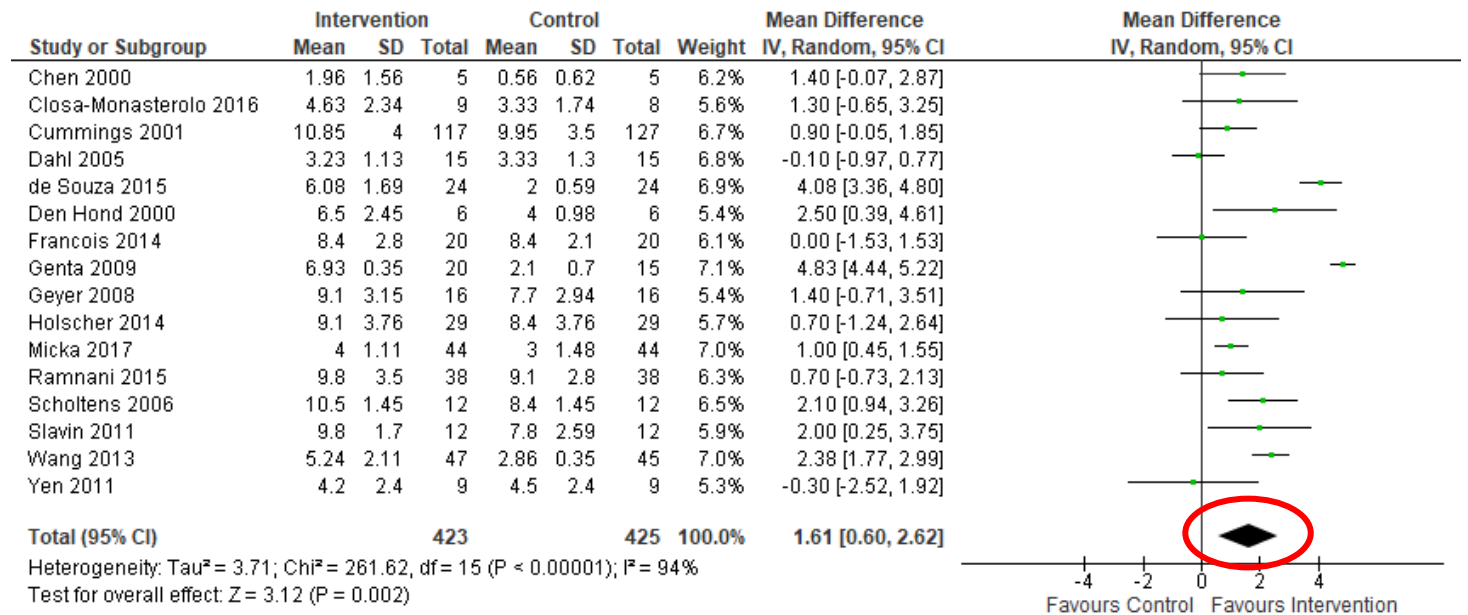 Intervention Control Mean Difference Mean Difference
Study or Subgroup Mean SD Total Mean SD Total Weight IV, Random, 95% CI IV, Random, 95% CI
Chen 2000 1.96 1.56 5 0.56 0.62 5 6.2% 1.40 [-0.07, 2.87]
Closa-Monasterolo 2016 4.63 2.34 9 3.33 1.74 8 5.6% 1.30 [-0.65, 3.25]
Cummings 2001 10.85 4 117 9.95 3.5 127 6.7% 0.90 [-0.05, 1.85]
Dahl 2005 3.23 1.13 15 3.33 1.3 15 6.8% -0.10 [-0.97, 0.77]
de Souza 2015 6.08 1.69 24 2 0.59 24 6.9% 4.08 [3.36, 4.80]
Den Hond 2000 6.5 2.45 6 4 0.98 6 5.4% 2.50 [0.39, 4.61]
Francois 2014 8.4 2.8 20 8.4 2.1 20 6.1% 0.00 [-1.53, 1.53]
Genta 2009 6.93 0.35 20 2.1 0.7 15 7.1% 4.83 [4.44, 5.22]
Geyer 2008 9.1 3.15 16 7.7 2.94 16 5.4% 1.40 [-0.71, 3.51]
Holscher 2014 9.1 3.76 29 8.4 3.76 29 5.7% 0.70 [-1.24, 2.64]
Micka 2017 4 1.11 44 3 1.48 44 7.0% 1.00 [0.45, 1.55]
Ramnani 2015 9.8 3.5 38 9.1 2.8 38 6.3% 0.70 [-0.73, 2.13]
Scholtens 2006 10.5 1.45 12 8.4 1.45 12 6.5% 2.10 [0.94, 3.26]
Slavin 2011 9.8 1.7 12 7.8 2.59 12 5.9% 2.00 [0.25, 3.75]
Wang 2013 5.24 2.11 47 2.86 0.35 45 7.0% 2.38 [1.77, 2.99]
Yen 2011 4.2 2.4 9 4.5 2.4 9 5.3% -0.30 [-2.52, 1.92]
Total (95% CI) 423 425 100.0% 1.61 [0.60, 2.62]
Heterogeneity: Tau² = 3.71; Chi² = 261.62, df = 15 (P < 0.00001); I² = 94%
Test for overall effect: Z = 3.12 (P = 0.002)
-4 -2 0 2 4
Favours Control Favours Intervention